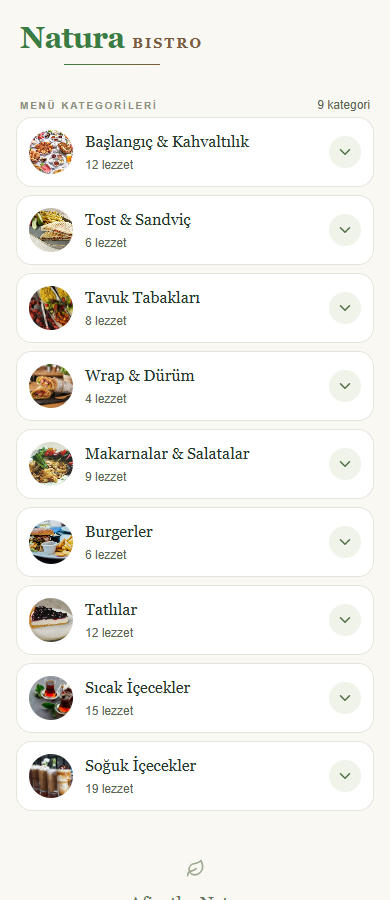 Natura BISTRO
MENÜ KATEGORİLERİ
9 kategori
Başlangıç & Kahvaltılık
12 lezzet
Tost & Sandviç
6 lezzet
Tavuk Tabakları
8 lezzet
Wrap & Dürüm
4 lezzet
Makarnalar & Salatalar
9 lezzet
Burgerler
6 lezzet
Tatlılar
12 lezzet
Sıcak İçecekler
15 lezzet
Soğuk İçecekler
19 lezzet